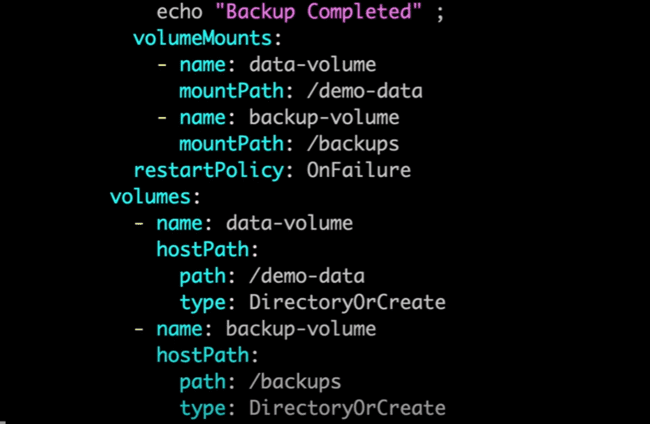 echo "Backup Completed" ;
volumeMounts:
- name: data-volume
mountPath: /demo-data
- name: backup-volume
mountPath: /backups
restartPolicy: OnFailure
volumes:
- name: data-volume
hostPath:
path: /demo-data
type: DirectoryOrCreate
- name: backup-volume
hostPath:
path: /backups
type: DirectoryOrCreate